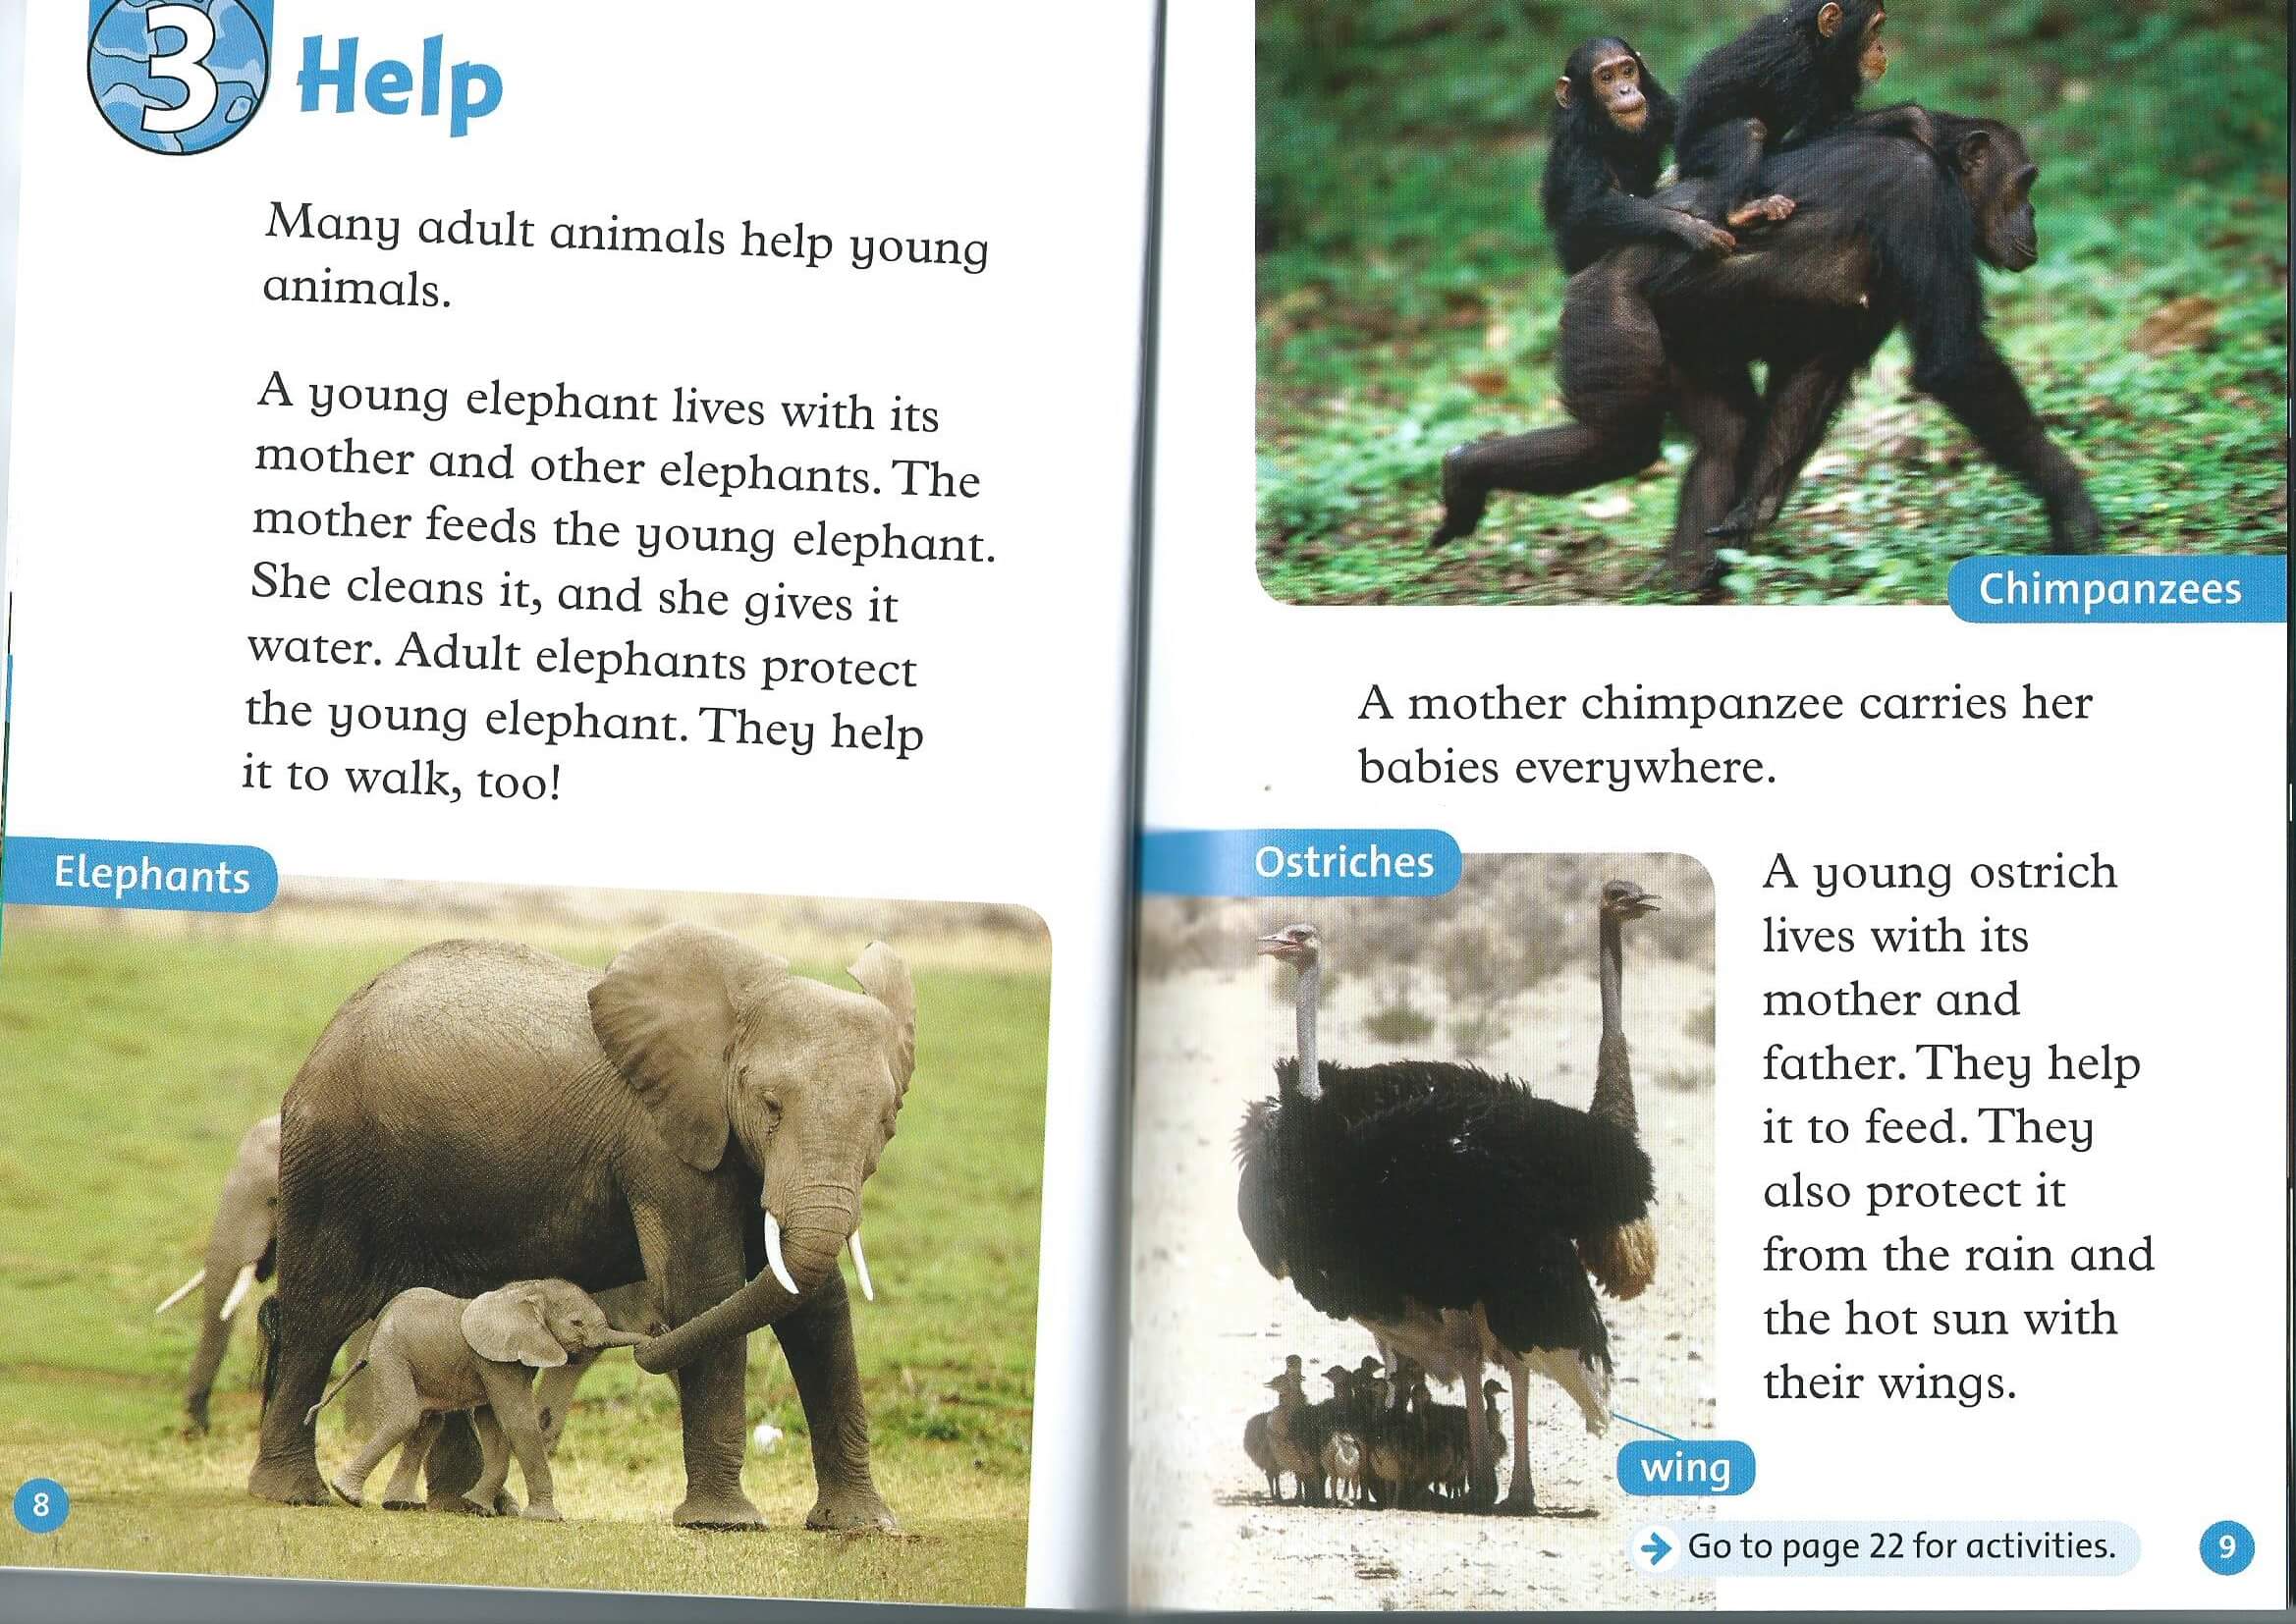 3 Help
Many adult animals help young
animals.
A young elephant lives with its
mother and other elephants. The
mother feeds the young elephant.
She cleans it, and she gives it
water. Adult elephants protect
the young elephant. They help
it to walk, too!
Elephants
8
Chimpanzees
A mother chimpanzee carries her
babies everywhere.
Ostriches
A young ostrich
lives with its
mother and
father. They help
it to feed. They
also protect it
from the rain and
the hot sun with
their wings.
wing
Go to page 22 for activities.
9